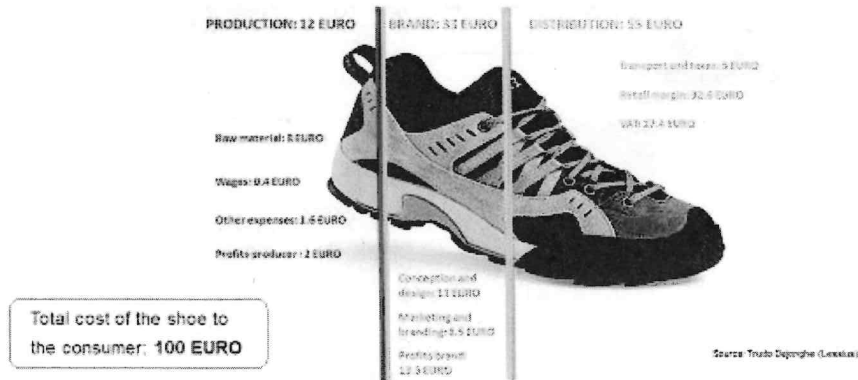 PRODUCTION: 12 EURO
BRAND: 33 EURO
DISTRIBUTION: 55 EURO
Transport and taxes: 5 EURO
Retail margin: 32.6 EURO
VAT: 17.4 EURO
Raw material: 8 EURO
Wages: 0.4 EURO
Other expenses: 1.6 EURO
Profits producer: 2 EURO
Conception and
design: 11 EURO
Marketing and
branding: 8.5 EURO
Profits brand:
13.5 EURO
Total cost of the shoe to
the consumer: 100 EURO
Source: Trudo Dejonghe